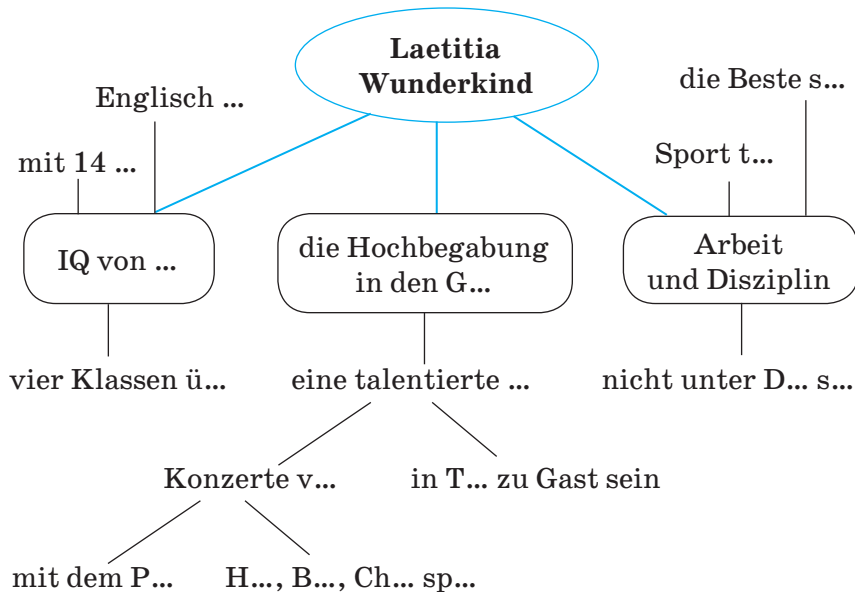 Laetitia
Wunderkind
die Beste s...
Englisch ...
Sport t...
mit 14 ...
IQ von ...
die Hochbegabung
in den G...
Arbeit
und Disziplin
vier Klassen ü...
eine talentierte ...
nicht unter D... s...
Konzerte v...
in T... zu Gast sein
mit dem P...
H..., B..., Ch... sp...